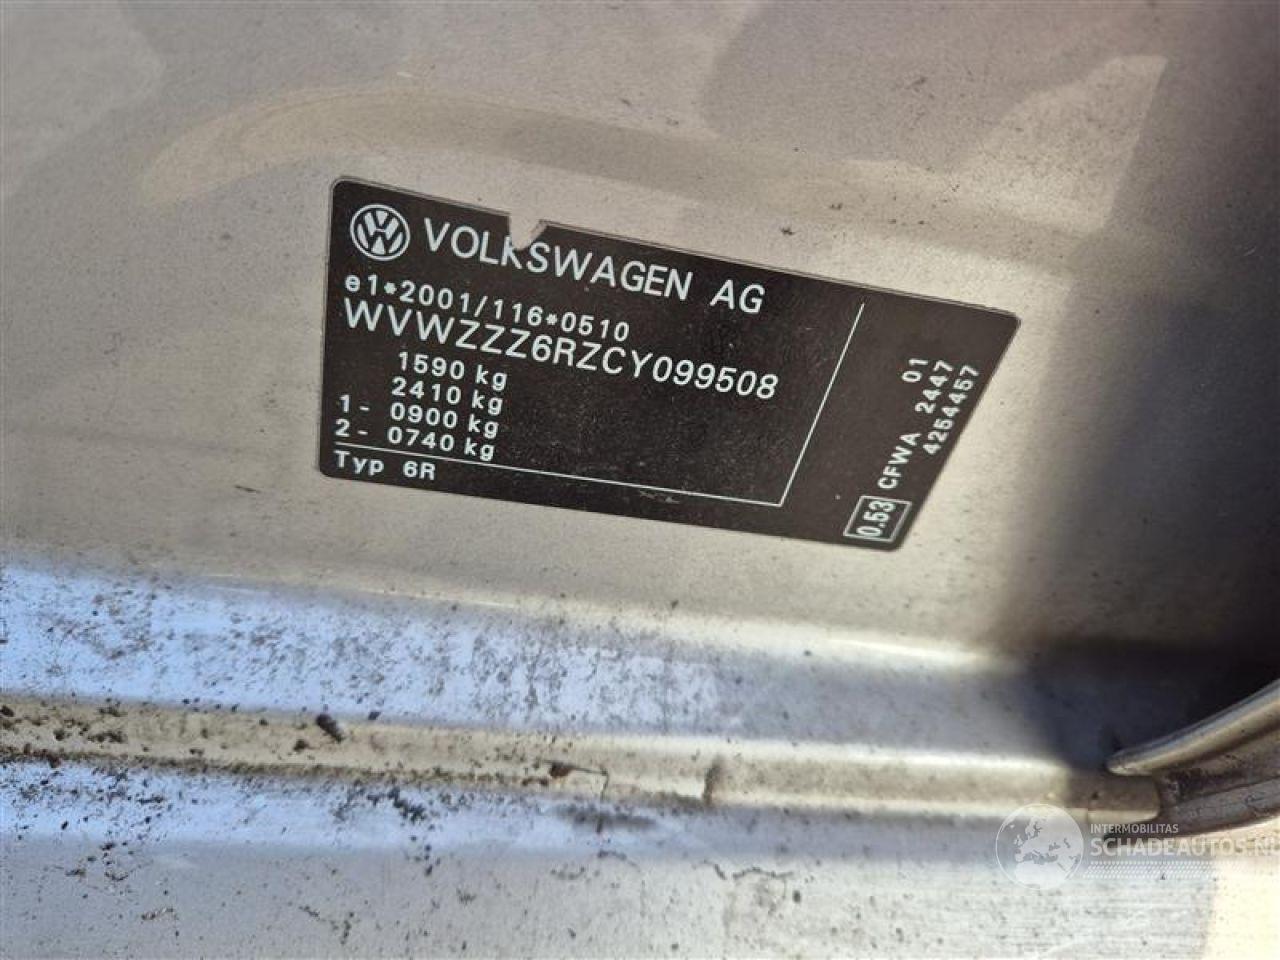 VOLKSWAGEN AG
e1*2001/116*0510
WVWZZZ6RZCY099508
1590 kg
2410 kg
1- 0900 kg
2- 0740 kg
Typ 6R
01
CFWA 2447
4254457
0.53
INTERMOBILITAS
SCHADEAUTOS.NL